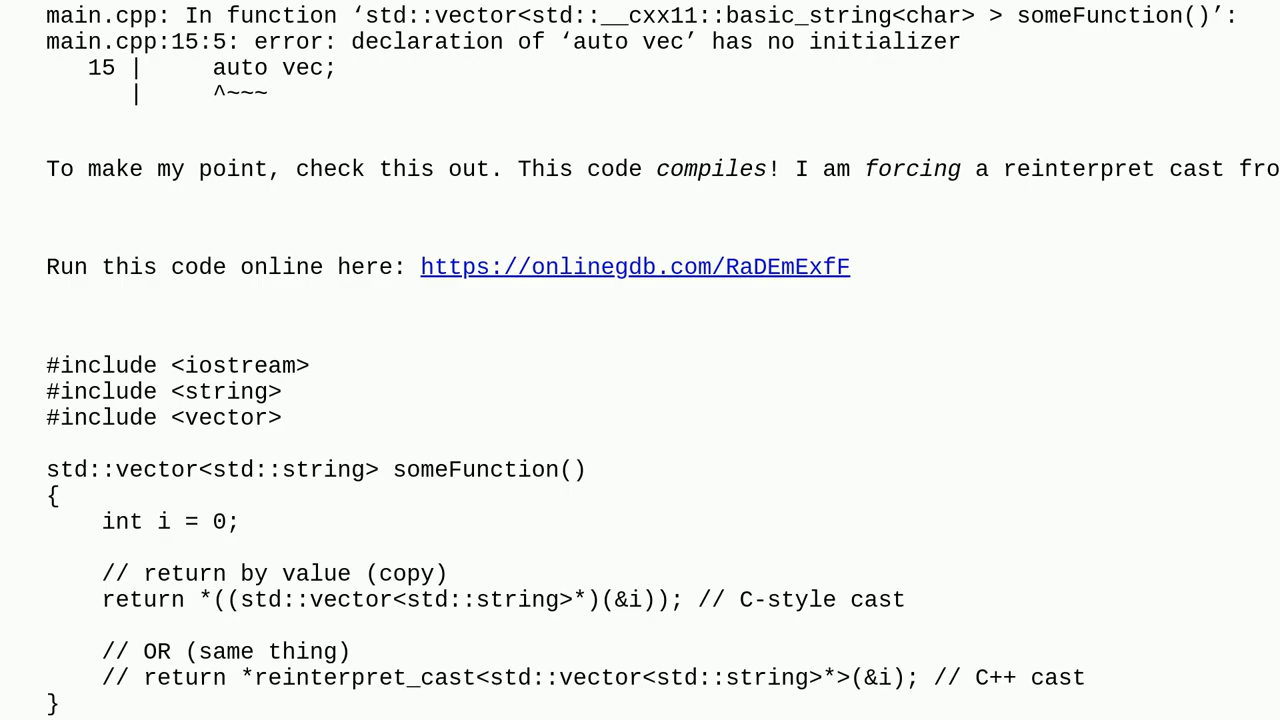 main.cpp: In function ‘std::vector<std::__cxx11::basic_string<char> > someFunction()’:
main.cpp:15:5: error: declaration of ‘auto vec’ has no initializer
   15 |     auto vec;
      |     ^~~~
To make my point, check this out. This code compiles! I am forcing a reinterpret cast fro
Run this code online here: https://onlinegdb.com/RaDEmExfF
#include <iostream>
#include <string>
#include <vector>
std::vector<std::string> someFunction()
{
    int i = 0;
    // return by value (copy)
    return *((std::vector<std::string>*)(&i)); // C-style cast
    // OR (same thing)
    // return *reinterpret_cast<std::vector<std::string>*>(&i); // C++ cast
}